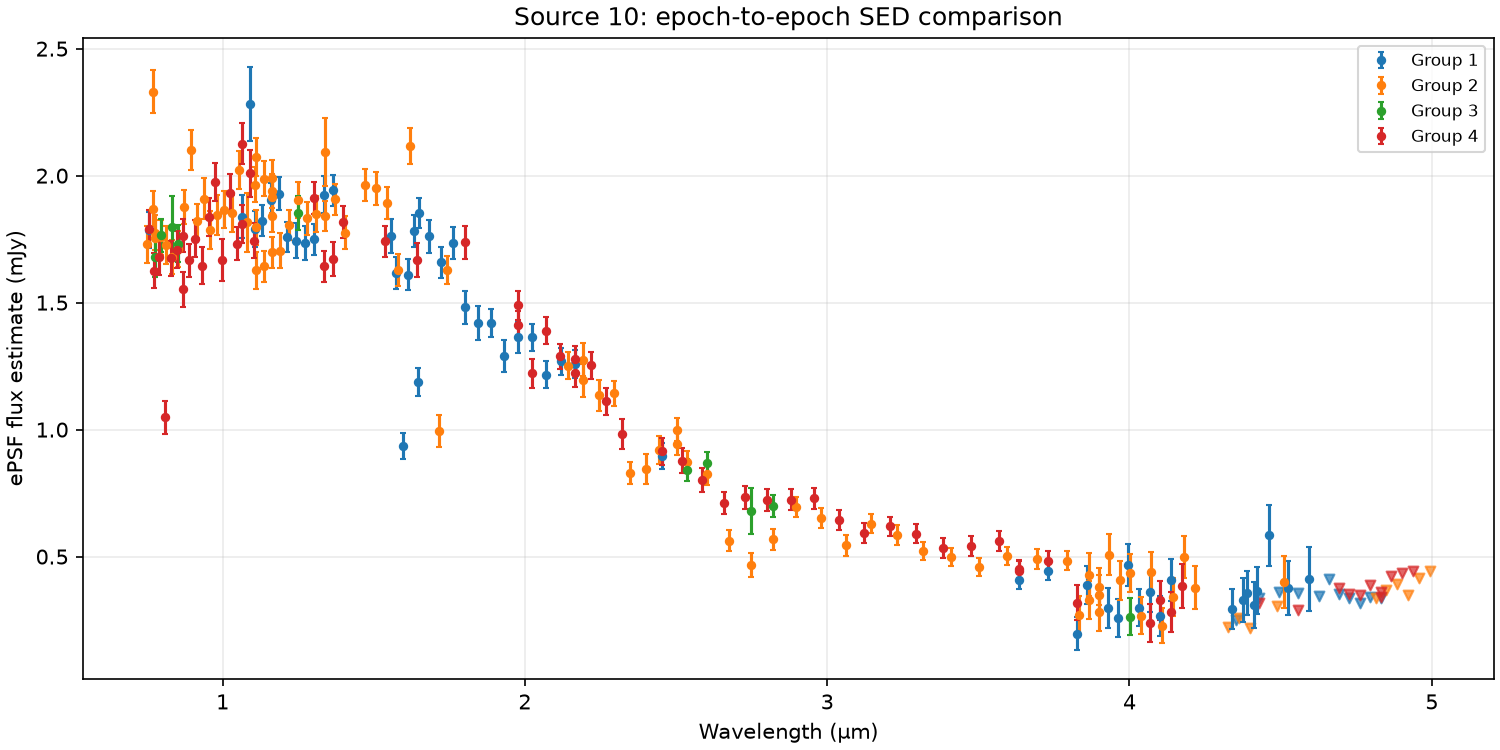 Source 10: epoch-to-epoch SED comparison
2.5
2.0
1.5
1.0
0.5
ePSF flux estimate (mJy)
Group 1
Group 2
Group 3
Group 4
1 2 3 4 5
Wavelength (μm)